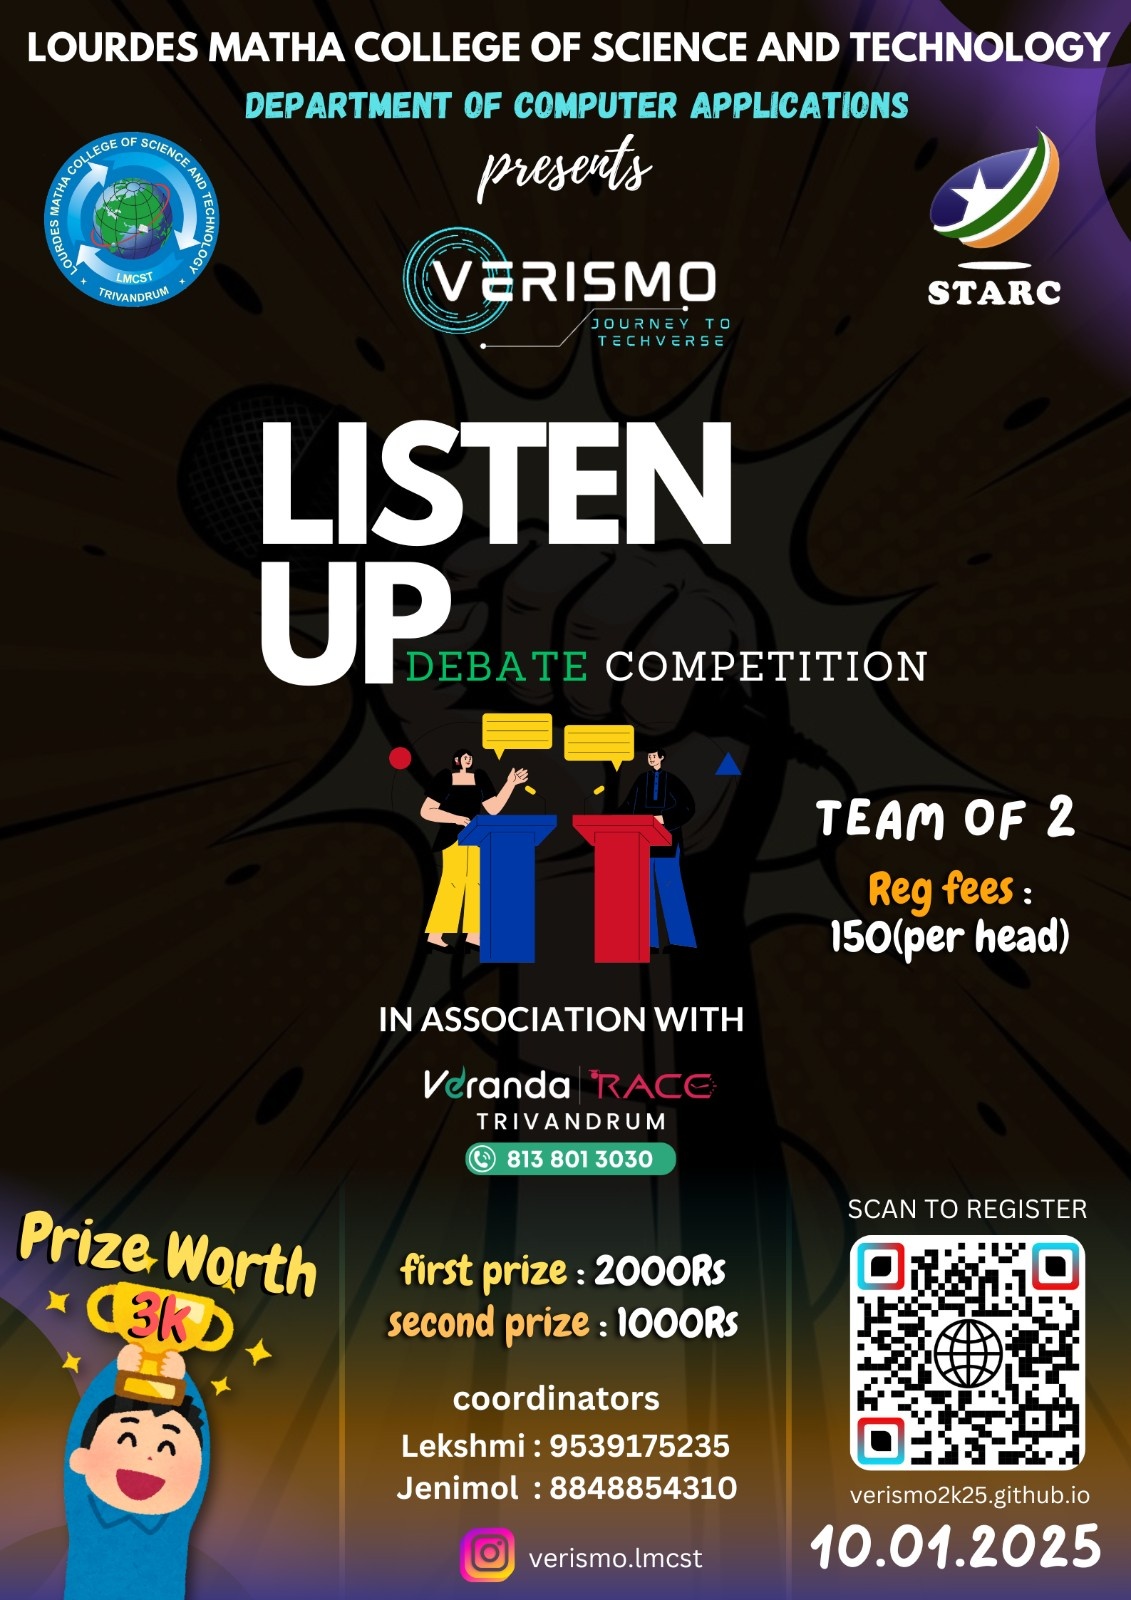 LOURDES MATHA COLLEGE OF SCIENCE AND TECHNOLOGY
DEPARTMENT OF COMPUTER APPLICATIONS
presents
LOURDES MATHA COLLEGE OF SCIENCE AND TECHNOLOGY
LMCST
TRIVANDRUM
STARC
VERISMO
JOURNEY TO
TECHVERSE
LISTEN
UP
DEBATE COMPETITION
TEAM OF 2
Reg fees :
150(per head)
IN ASSOCIATION WITH
Veranda RACE
TRIVANDRUM
813 801 3030
Prize Worth
3k
first prize : 2000Rs
second prize : 1000Rs
coordinators
Lekshmi : 9539175235
Jenimol : 8848854310
verismo.lmcst
SCAN TO REGISTER
verismo2k25.github.io
10.01.2025